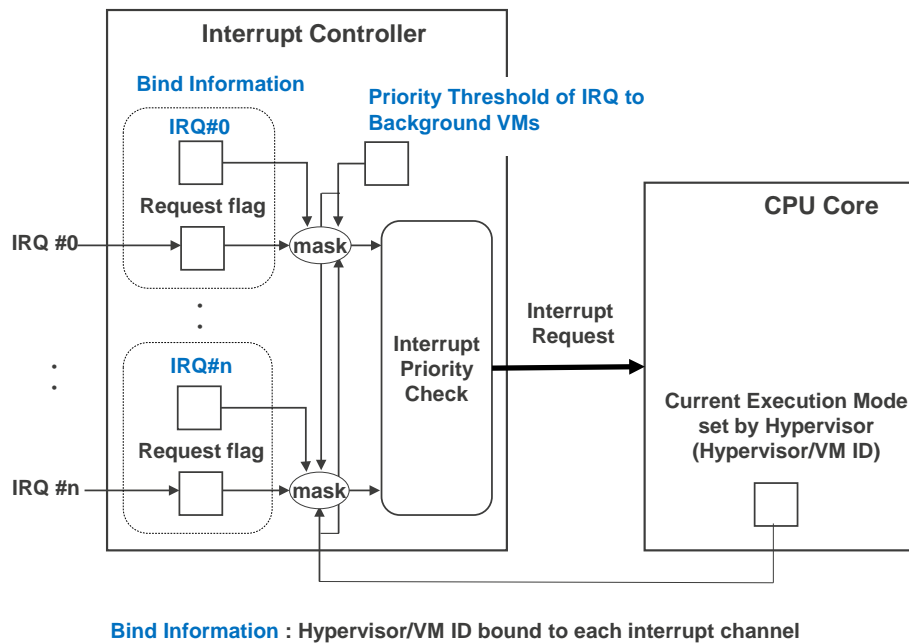 Interrupt Controller
Bind Information
Priority Threshold of IRQ to
Background VMs
IRQ#0
Request flag
IRQ #0
mask
CPU Core
Interrupt
Request
Interrupt
Priority
Check
IRQ#n
Request flag
IRQ #n
mask
Current Execution Mode
set by Hypervisor
(Hypervisor/VM ID)
Bind Information : Hypervisor/VM ID bound to each interrupt channel